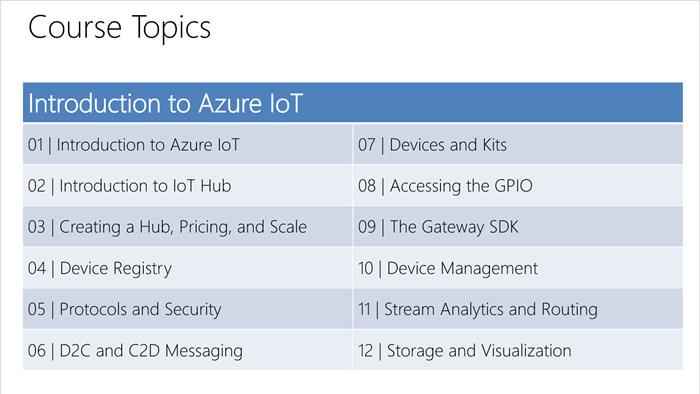 Course Topics
Introduction to Azure IoT
01 | Introduction to Azure IoT
02 | Introduction to IoT Hub
03 | Creating a Hub, Pricing, and Scale
04 | Device Registry
05 | Protocols and Security
06 | D2C and C2D Messaging
07 | Devices and Kits
08 | Accessing the GPIO
09 | The Gateway SDK
10 | Device Management
11 | Stream Analytics and Routing
12 | Storage and Visualization